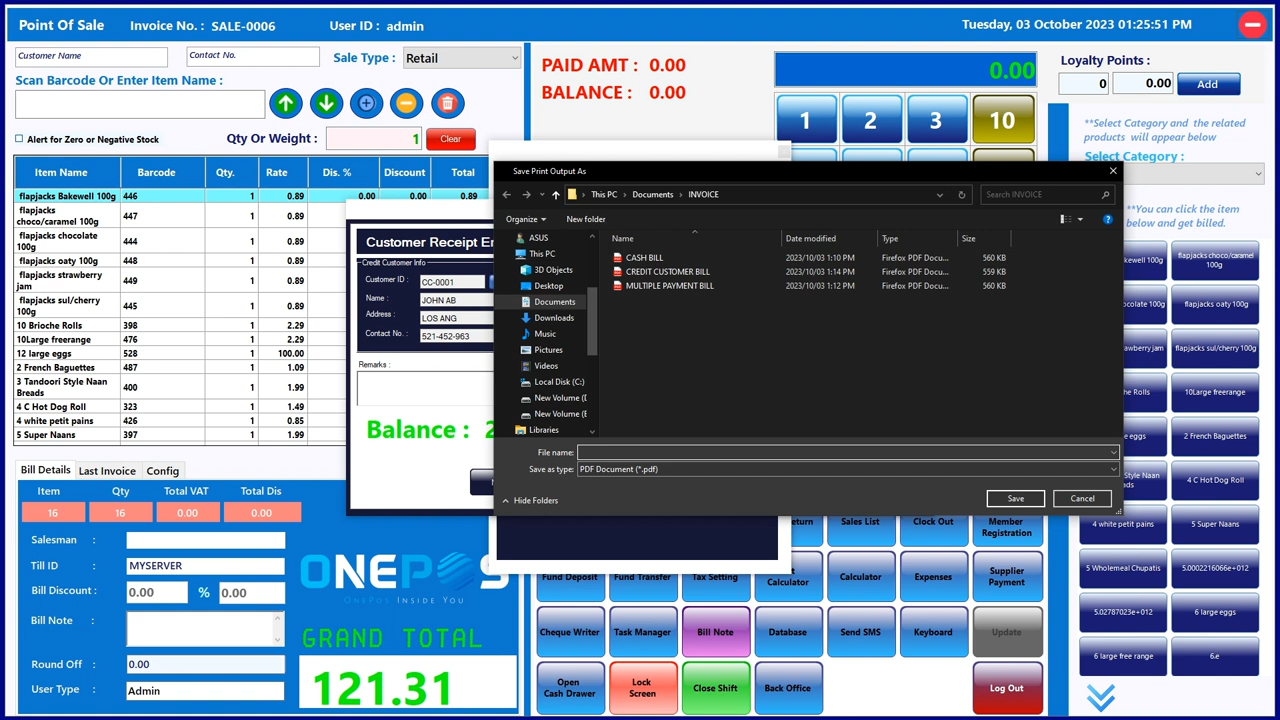 Point Of Sale
Invoice No. : SALE-0006
User ID : admin
Tuesday, 03 October 2023 01:25:51 PM
Customer Name
Contact No.
Sale Type :
Retail
Scan Barcode Or Enter Item Name :
Alert for Zero or Negative Stock
Qty Or Weight :
1
Clear
PAID AMT : 0.00
BALANCE : 0.00
0.00
1 2 3 10
Loyalty Points :
0 0.00 Add
**Select Category and the related
products will appear below
Select Category :
**You can click the item
below and get billed.
Item Name Barcode Qty. Rate Dis. % Discount Total
flapjacks Bakewell 100g 446 1 0.89 0.00 0.00 0.89
flapjacks
choco/caramel 100g 447 1 0.89
flapjacks chocolate
100g 444 1 0.89
flapjacks oaty 100g 448 1 0.89
flapjacks strawberry
jam 449 1 0.89
flapjacks sul/cherry
100g 445 1 0.89
10 Brioche Rolls 398 1 2.29
10Large freerange 476 1 2.29
12 large eggs 528 1 100.00
2 French Baguettes 487 1 1.09
3 Tandoori Style Naan
Breads 400 1 1.99
4 C Hot Dog Roll 323 1 1.49
4 white petit pains 426 1 0.85
5 Super Naans 397 1 1.99
Customer Receipt En
Credit Customer Info
Customer ID : CC-0001
Name : JOHN AB
Address : LOS ANG
Contact No. : 521-452-963
Remarks :
Balance :
Save Print Output As
This PC > Documents > INVOICE
Search INVOICE
Organize New folder
ASUS
This PC
3D Objects
Desktop
Documents
Downloads
Music
Pictures
Videos
Local Disk (C:)
New Volume (D
New Volume (E
Libraries
Name Date modified Type Size
CASH BILL 2023/10/03 1:10 PM Firefox PDF Docu... 560 KB
CREDIT CUSTOMER BILL 2023/10/03 1:14 PM Firefox PDF Docu... 559 KB
MULTIPLE PAYMENT BILL 2023/10/03 1:12 PM Firefox PDF Docu... 560 KB
File name:
Save as type: PDF Document (*.pdf)
Hide Folders
Save
Cancel
Bill Details Last Invoice Config
Item Qty Total VAT Total Dis
16 16 0.00 0.00
Salesman :
Till ID : MYSERVER
Bill Discount : 0.00 % 0.00
Bill Note :
Round Off : 0.00
User Type : Admin
ONEPOS
OnePos Inside You
GRAND TOTAL
121.31
Sales List
Clock Out
Member
Registration
Fund Deposit
Fund Transfer
Tax Setting
Calculator
Calculator
Expenses
Supplier
Payment
Cheque Writer
Task Manager
Bill Note
Database
Send SMS
Keyboard
Update
Open
Cash Drawer
Lock
Screen
Close Shift
Back Office
Log Out
flapjacks choco/caramel
100g
flapjacks oaty 100g
flapjacks sul/cherry 100g
10Large freerange
2 French Baguettes
4 C Hot Dog Roll
4 white petit pains
5 Super Naans
5 Wholemeal Chupatis
5.0002216066e+012
5.02787023e+012
6 large eggs
6 large free range
6.e